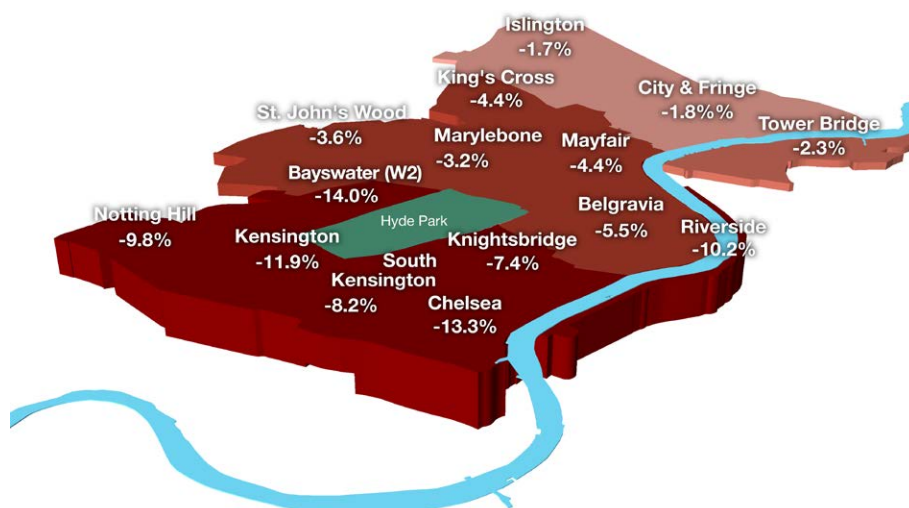 Islington
-1.7%
King's Cross
-4.4%
City & Fringe
-1.8%%
St. John's Wood
-3.6%
Marylebone
-3.2%
Mayfair
-4.4%
Tower Bridge
-2.3%
Bayswater (W2)
-14.0%
Notting Hill
-9.8%
Hyde Park
Belgravia
-5.5%
Riverside
-10.2%
Kensington
-11.9%
Knightsbridge
-7.4%
South
Kensington
-8.2%
Chelsea
-13.3%